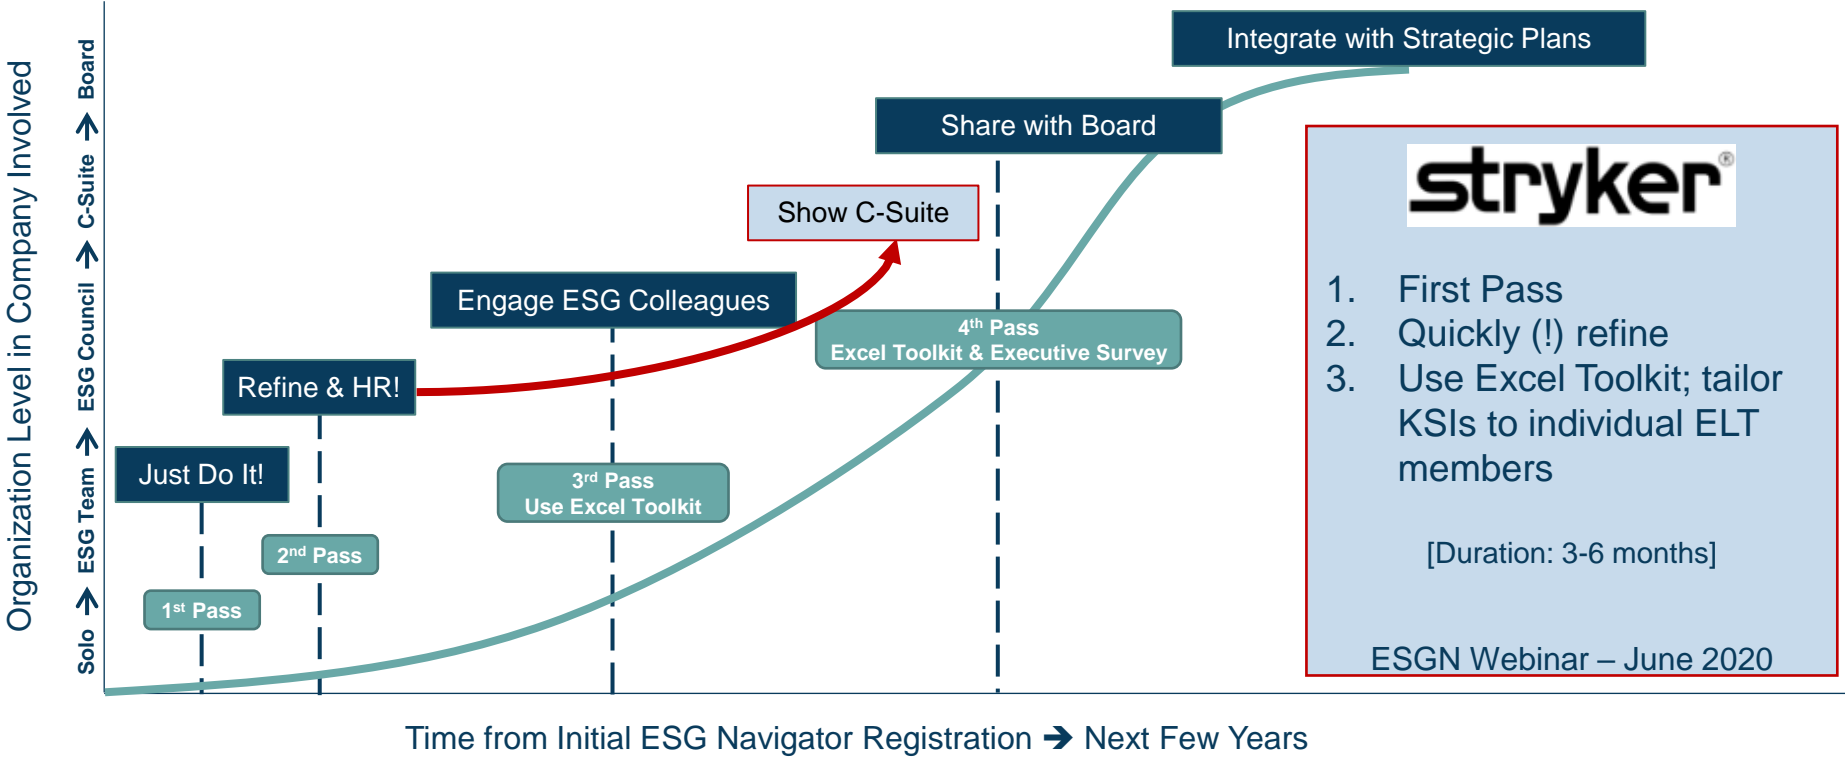 Organization Level in Company Involved
Solo → ESG Team → ESG Council → C-Suite → Board
Integrate with Strategic Plans
Share with Board
Show C-Suite
Engage ESG Colleagues
Refine & HR!
Just Do It!
4th Pass
Excel Toolkit & Executive Survey
3rd Pass
Use Excel Toolkit
2nd Pass
1st Pass
stryker®
1. First Pass
2. Quickly (!) refine
3. Use Excel Toolkit; tailor
KSIs to individual ELT
members
[Duration: 3-6 months]
ESGN Webinar – June 2020
Time from Initial ESG Navigator Registration → Next Few Years